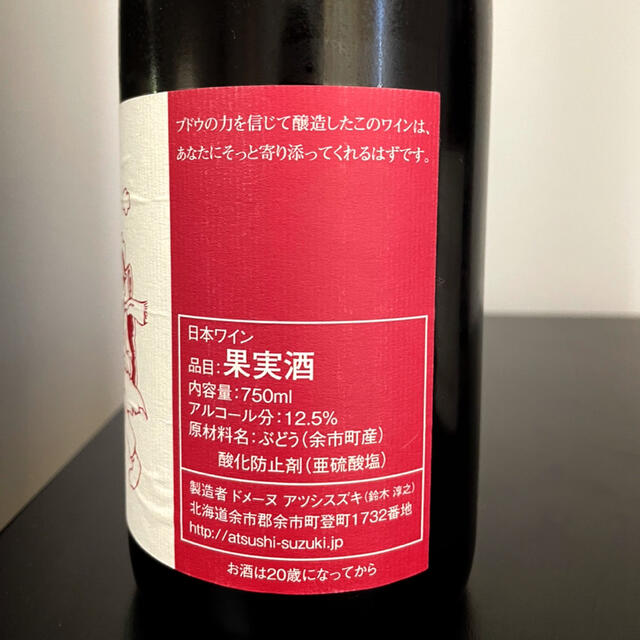 ブドウの力を信じて醸造したこのワインは、
あなたにそっと寄り添ってくれるはずです。
日本ワイン
品目:果実酒
内容量:750ml
アルコール分:12.5%
原材料名:ぶどう(余市町産)
酸化防止剤(亜硫酸塩)
製造者 ドメーヌ アツシスズキ(鈴木 淳之)
北海道余市郡余市町登町1732番地
http://atsushi-suzuki.jp
お酒は20歳になってから